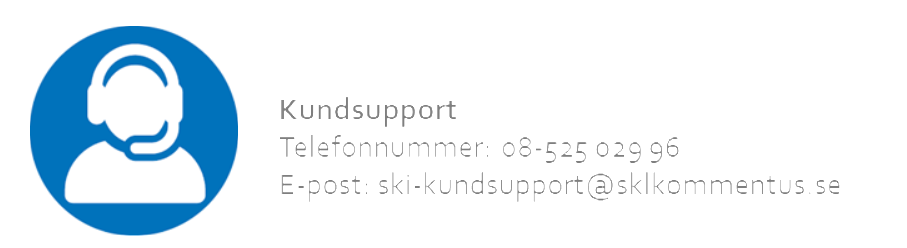 Kundsupport
Telefonnummer: 08-525 029 96
E-post: ski-kundsupport@sklkommentus.se